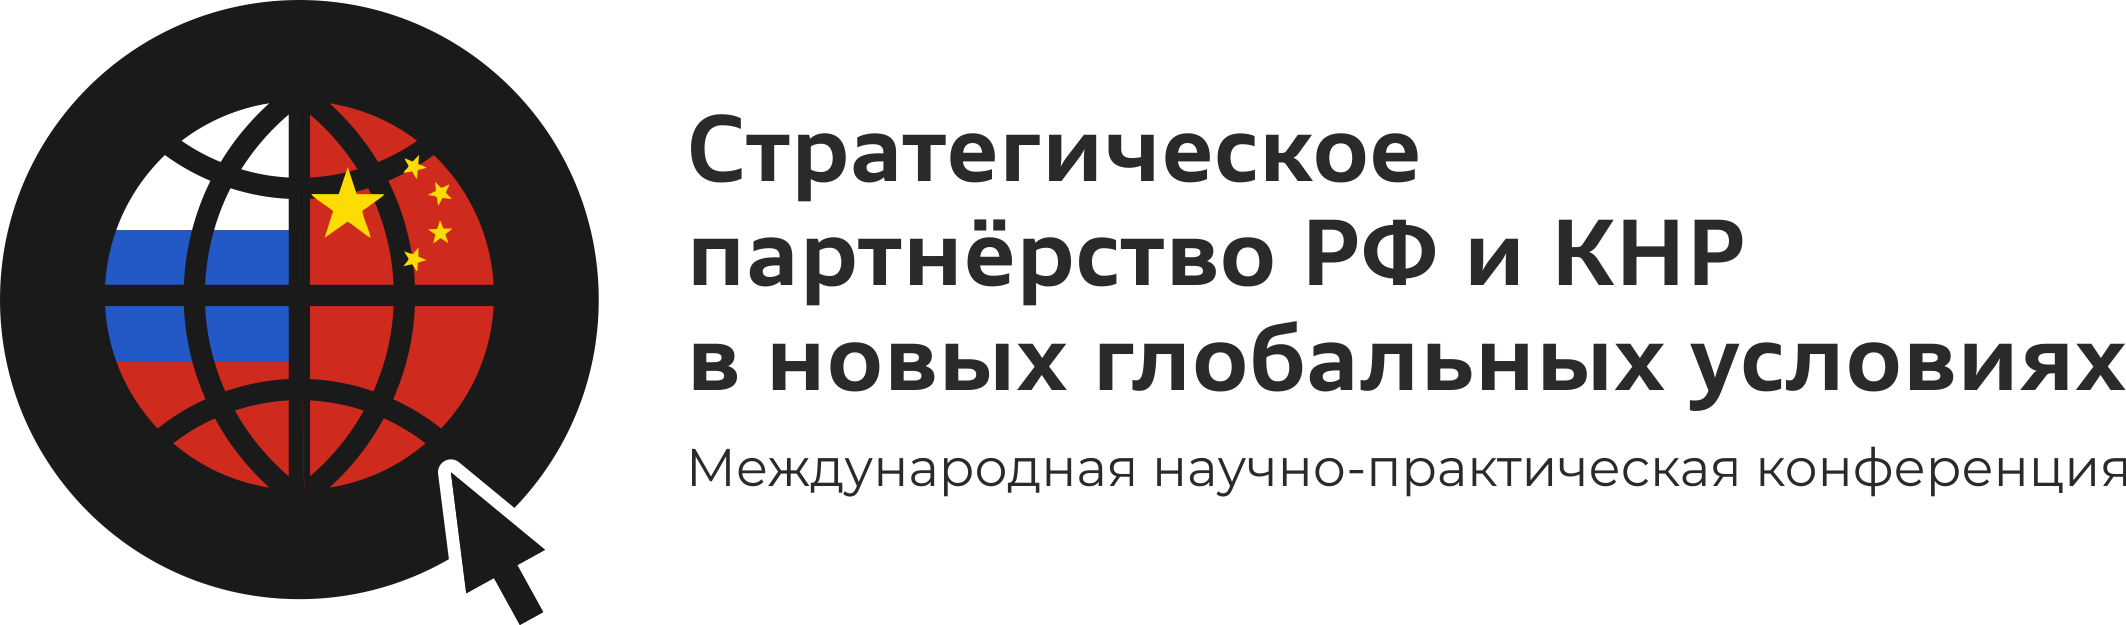 Стратегическое
партнёрство РФ и КНР
в новых глобальных условиях
Международная научно-практическая конференция